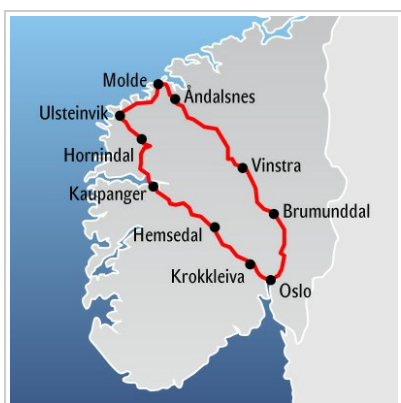 Molde
Åndalsnes
Ulsteinvik
Hornindal
Vinstra
Kaupanger
Brumunddal
Hemsedal
Krokkleiva
Oslo